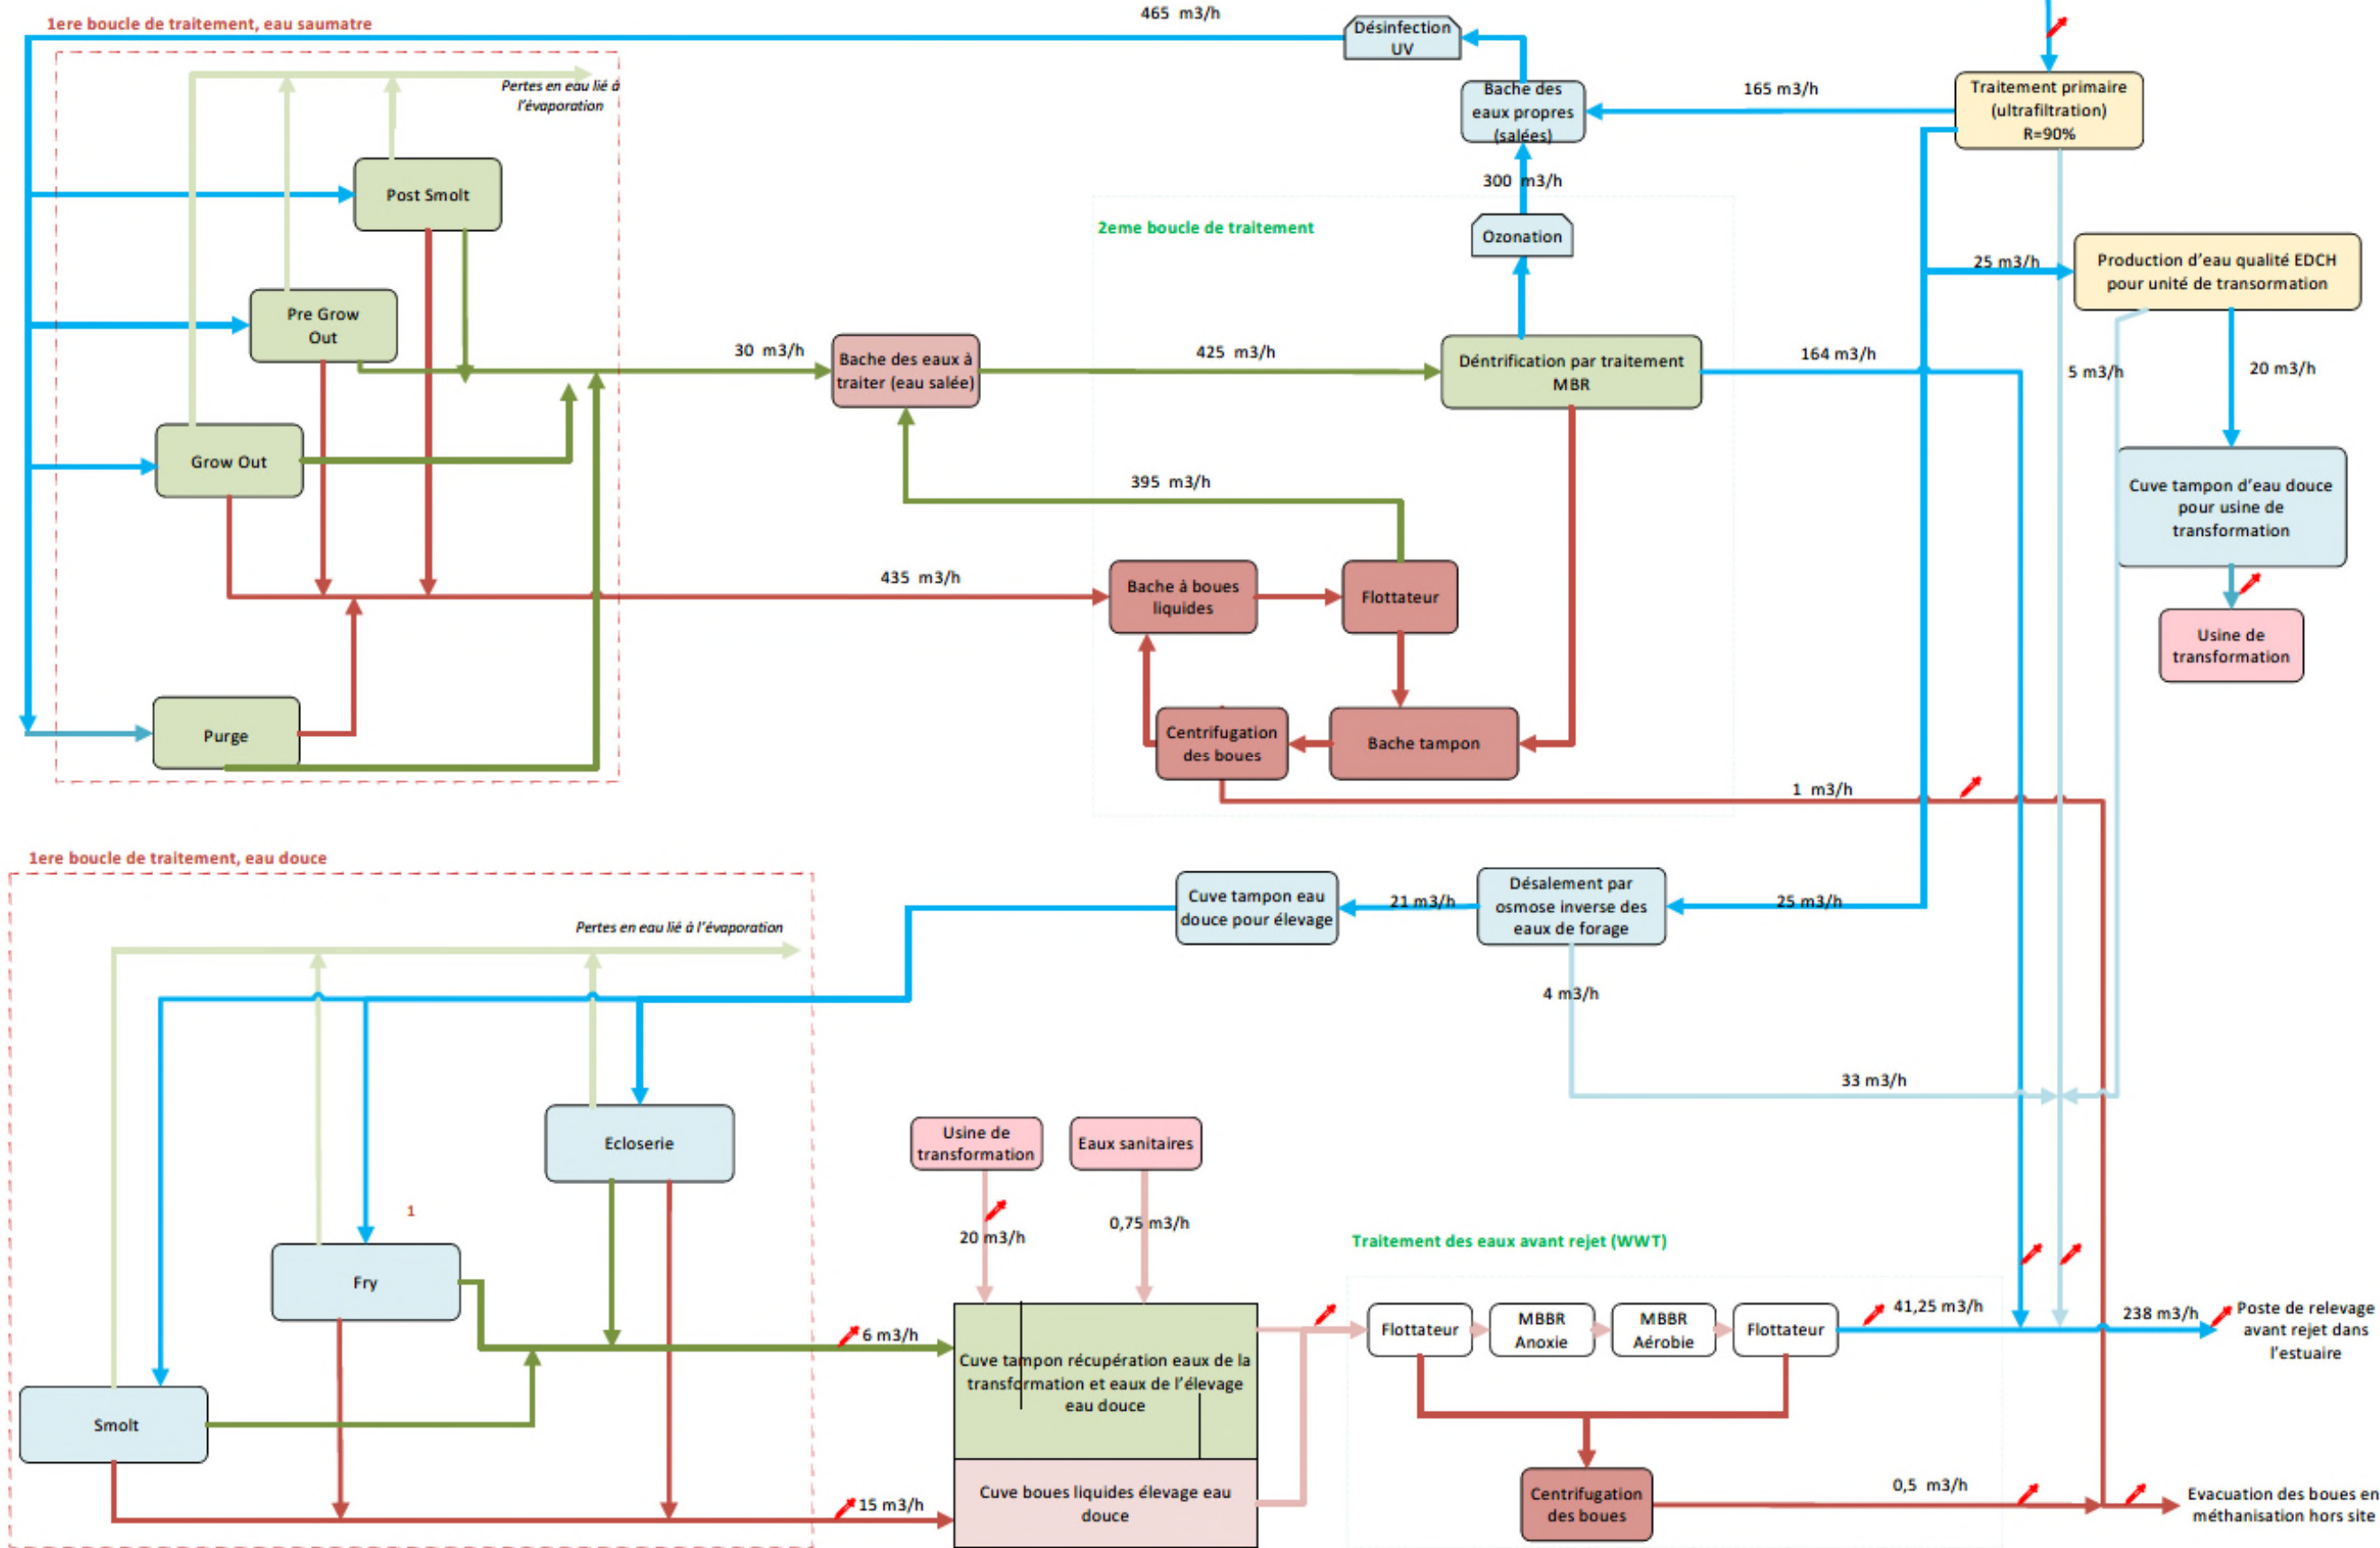 465 m3/h
1ere boucle de traitement, eau saumatre
Désinfection
UV
Pertes en eau lié à
l'évaporation
Bache des
eaux propres
(salées)
165 m3/h
Traitement primaire
(ultrafiltration)
R=90%
Post Smolt
300 m3/h
2eme boucle de traitement
Ozonation
25 m3/h
Production d'eau qualité EDCH
pour unité de transormation
Pre Grow
Out
30 m3/h
Bache des eaux à
traiter (eau salée)
425 m3/h
Déntrification par traitement
MBR
164 m3/h
5 m3/h
20 m3/h
Grow Out
395 m3/h
Cuve tampon d'eau douce
pour usine de
transformation
435 m3/h
Bache à boues
liquides
Flottateur
Usine de
transformation
Purge
Centrifugation
des boues
Bache tampon
1 m3/h
1ere boucle de traitement, eau douce
Cuve tampon eau
douce pour élevage
21 m3/h
Désalement par
osmose inverse des
eaux de forage
25 m3/h
Pertes en eau lié à l'évaporation
4 m3/h
33 m3/h
Ecloserie
Usine de
transformation
Eaux sanitaires
1
20 m3/h
0,75 m3/h
Traitement des eaux avant rejet (WWT)
Fry
6 m3/h
Flottateur
MBBR
Anoxie
MBBR
Aérobie
Flottateur
41,25 m3/h
238 m3/h
Poste de relevage
avant rejet dans
l'estuaire
Cuve tampon récupération eaux de la
transformation et eaux de l'élevage
eau douce
Smolt
15 m3/h
Cuve boues liquides élevage eau
douce
Centrifugation
des boues
0,5 m3/h
Evacuation des boues en
méthanisation hors site